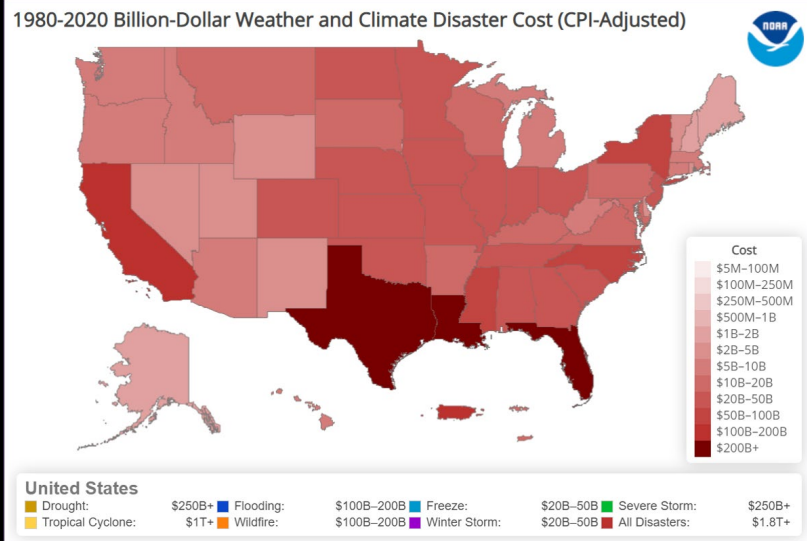 1980-2020 Billion-Dollar Weather and Climate Disaster Cost (CPI-Adjusted)
NOAA
Cost
$5M–100M
$100M–250M
$250M–500M
$500M–1B
$1B–2B
$2B–5B
$5B–10B
$10B–20B
$20B–50B
$50B–100B
$100B–200B
$200B+
United States
Drought: $250B+ Flooding: $100B–200B Freeze: $20B–50B Severe Storm: $250B+
Tropical Cyclone: $1T+ Wildfire: $100B–200B Winter Storm: $20B–50B All Disasters: $1.8T+